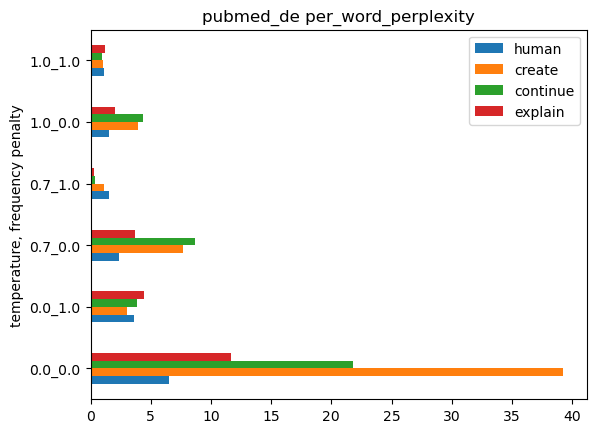 pubmed_de per_word_perplexity
human
create
continue
explain
temperature, frequency penalty
1.0_1.0
1.0_0.0
0.7_1.0
0.7_0.0
0.0_1.0
0.0_0.0
0 5 10 15 20 25 30 35 40